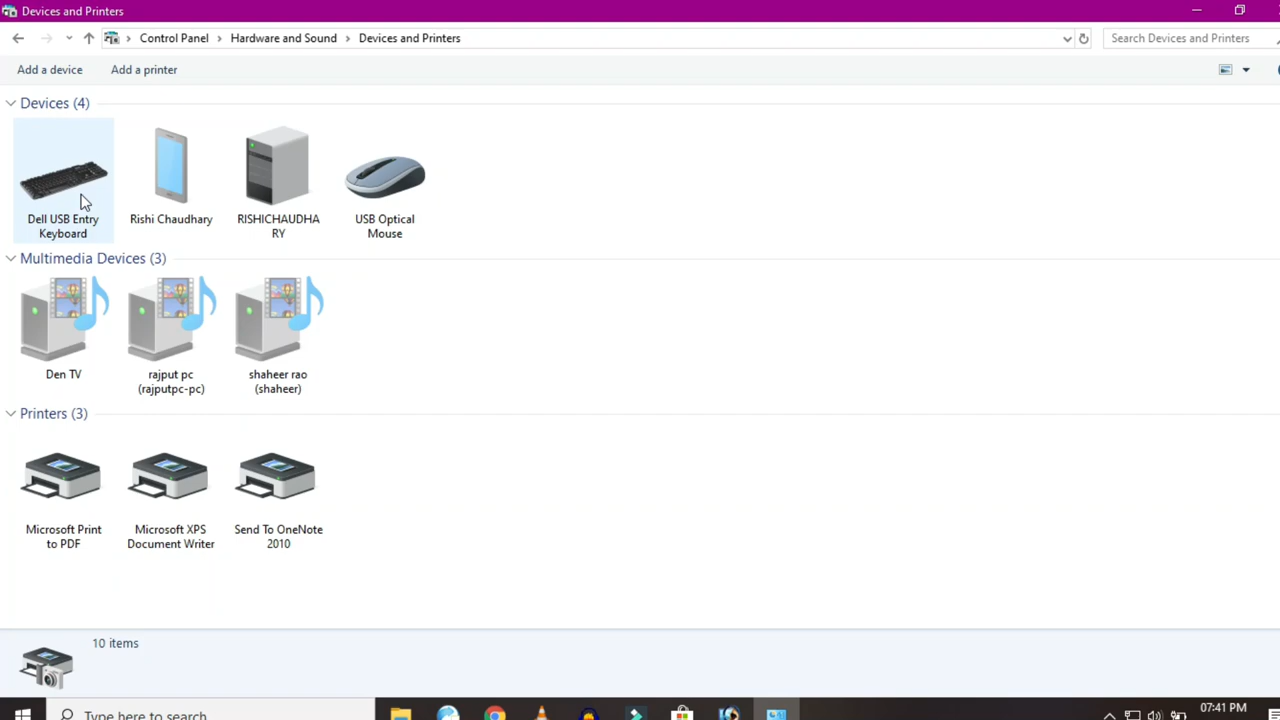 Devices and Printers
Control Panel > Hardware and Sound > Devices and Printers
Search Devices and Printers
Add a device Add a printer
Devices (4)
Dell USB Entry Keyboard
Rishi Chaudhary
RISHICHAUDHA
RY
USB Optical
Mouse
Multimedia Devices (3)
Den TV
rajput pc
(rajputpc-pc)
shaheer rao
(shaheer)
Printers (3)
Microsoft Print
to PDF
Microsoft XPS
Document Writer
Send To OneNote
2010
10 items
Type here to search
07:41 PM